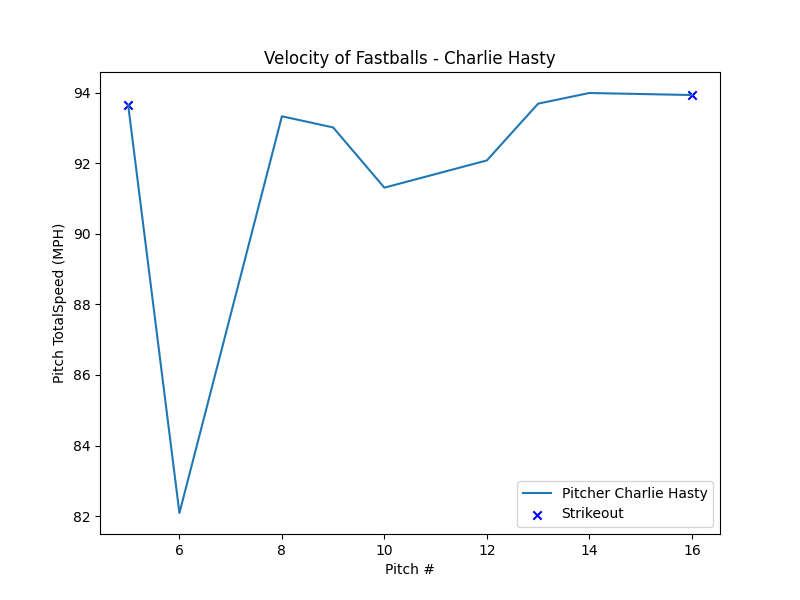 Velocity of Fastballs - Charlie Hasty
94
92
90
88
86
84
82
Pitch TotalSpeed (MPH)
Pitcher Charlie Hasty
Strikeout
6 8 10 12 14 16
Pitch #